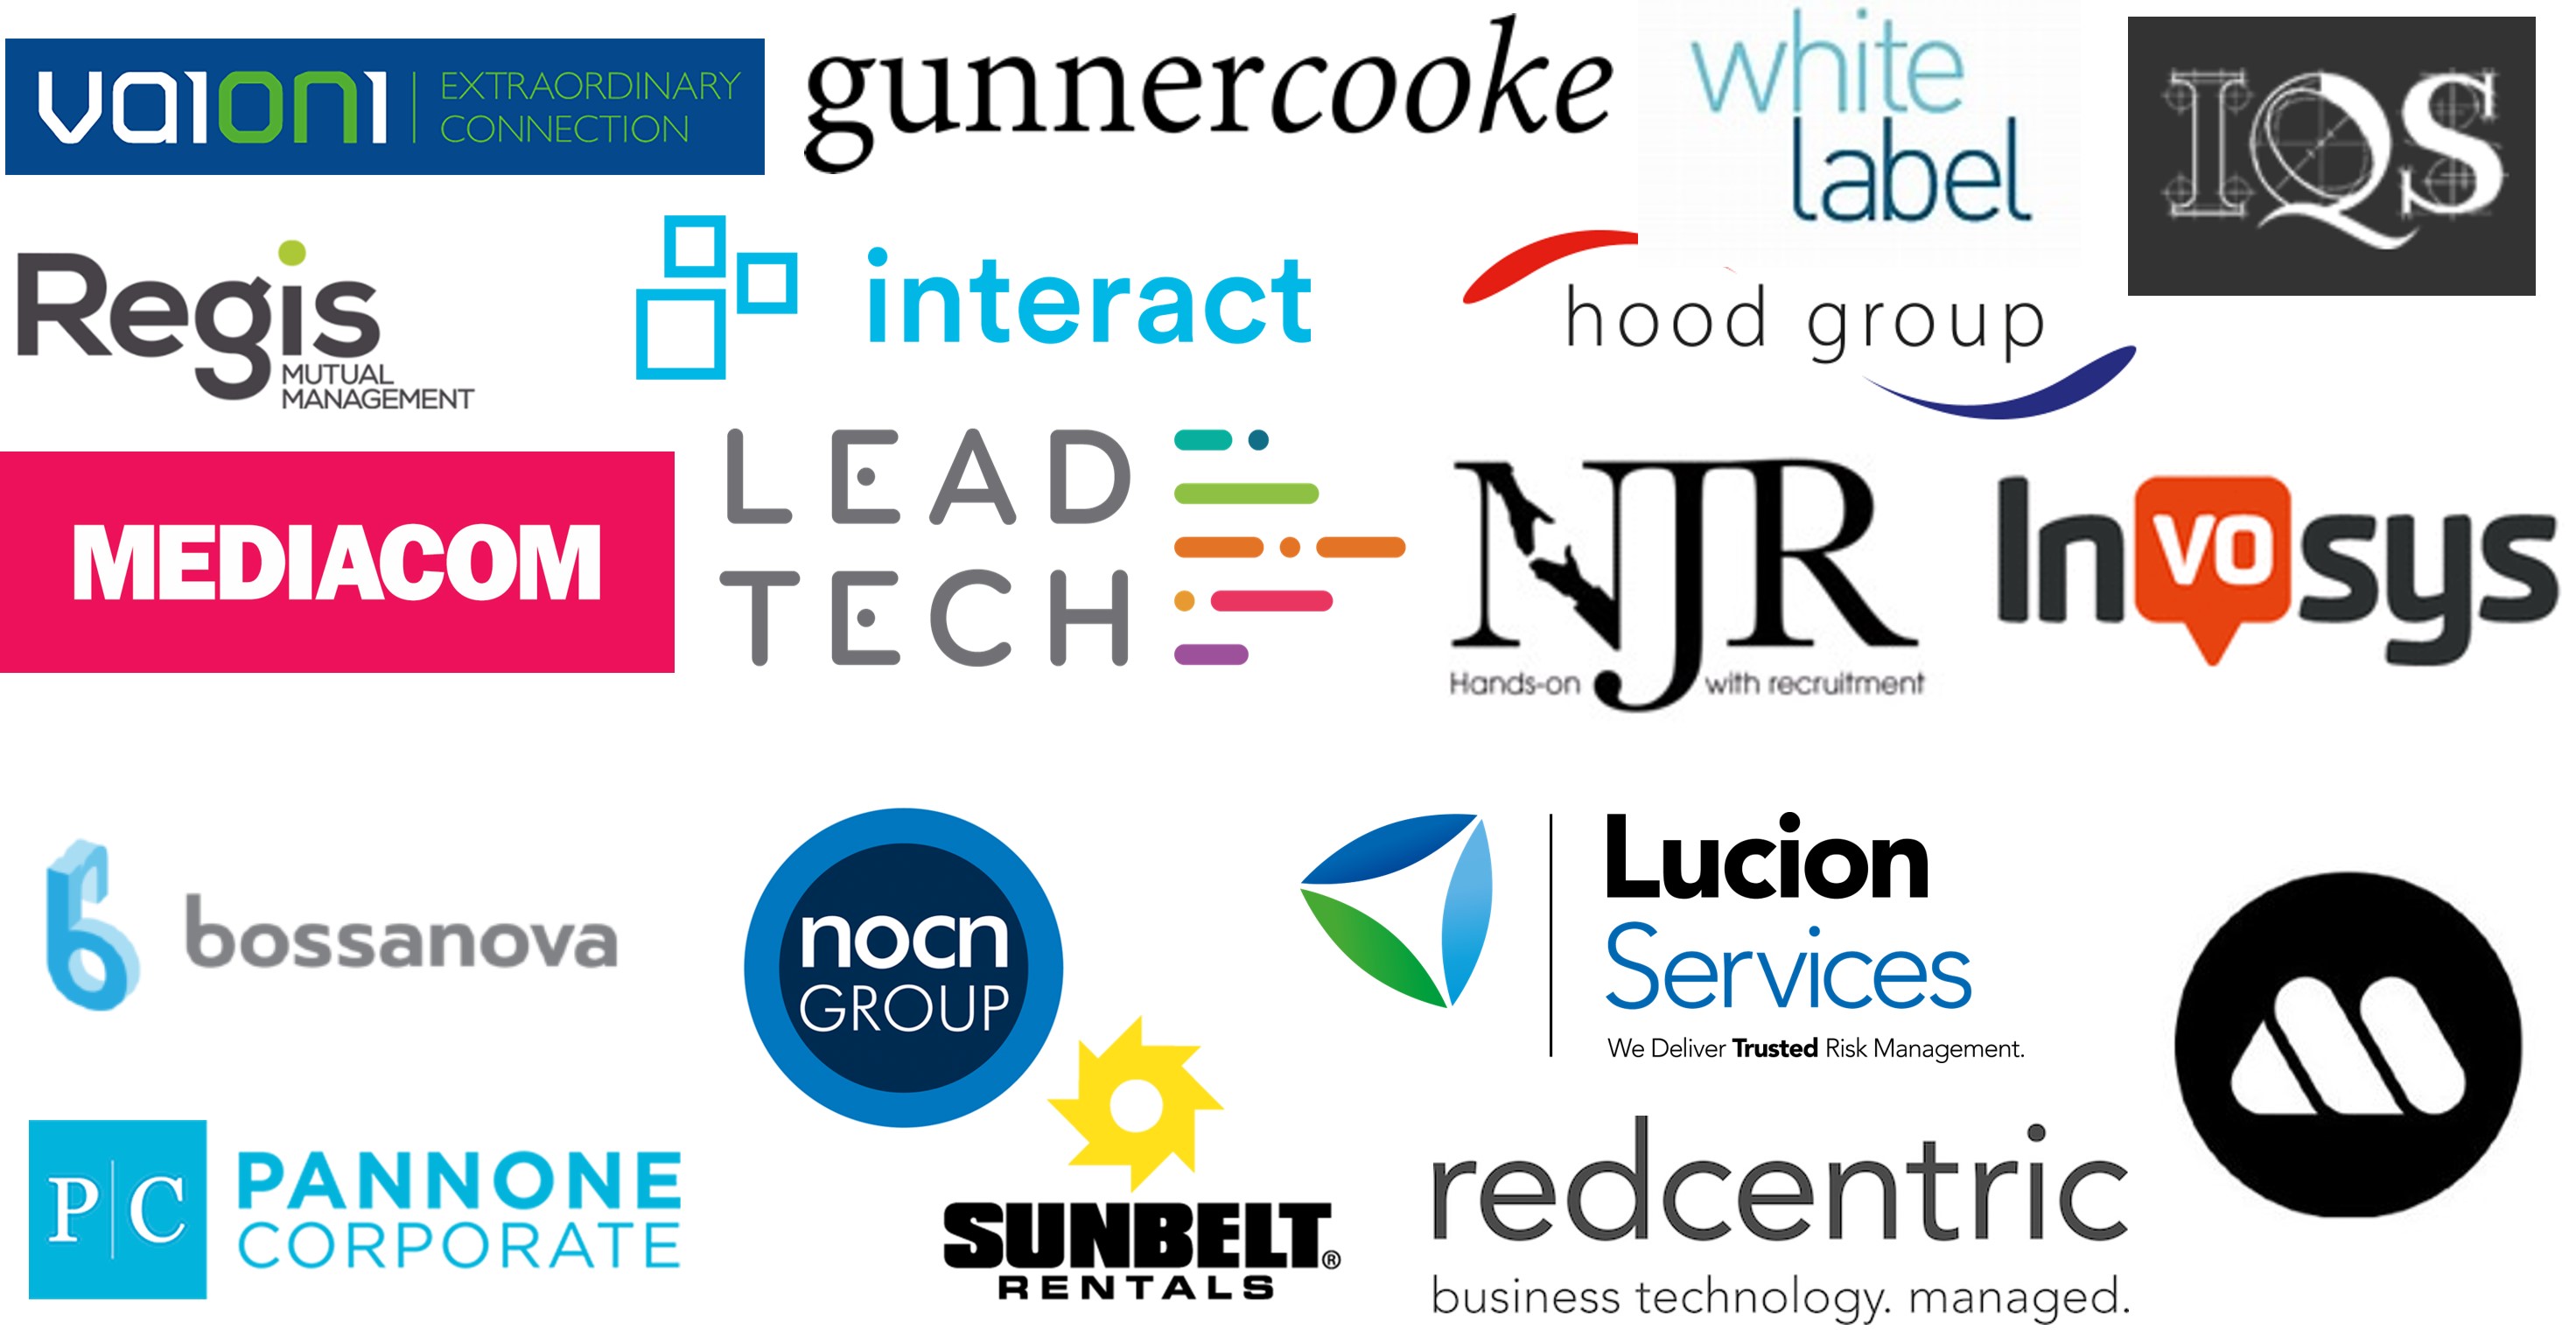 vaioni
EXTRAORDINARY
CONNECTION
gunnercooke
white
label
IQS
Regis
MUTUAL
MANAGEMENT
interact
hood group
MEDIACOM
LEAD
TECH
NJR
Hands-on with recruitment
Invosys
bossanova
nocn
GROUP
Lucion
Services
We Deliver Trusted Risk Management.
P|C
PANNONE
CORPORATE
SUNBELT®
RENTALS
redcentric
business technology. managed.